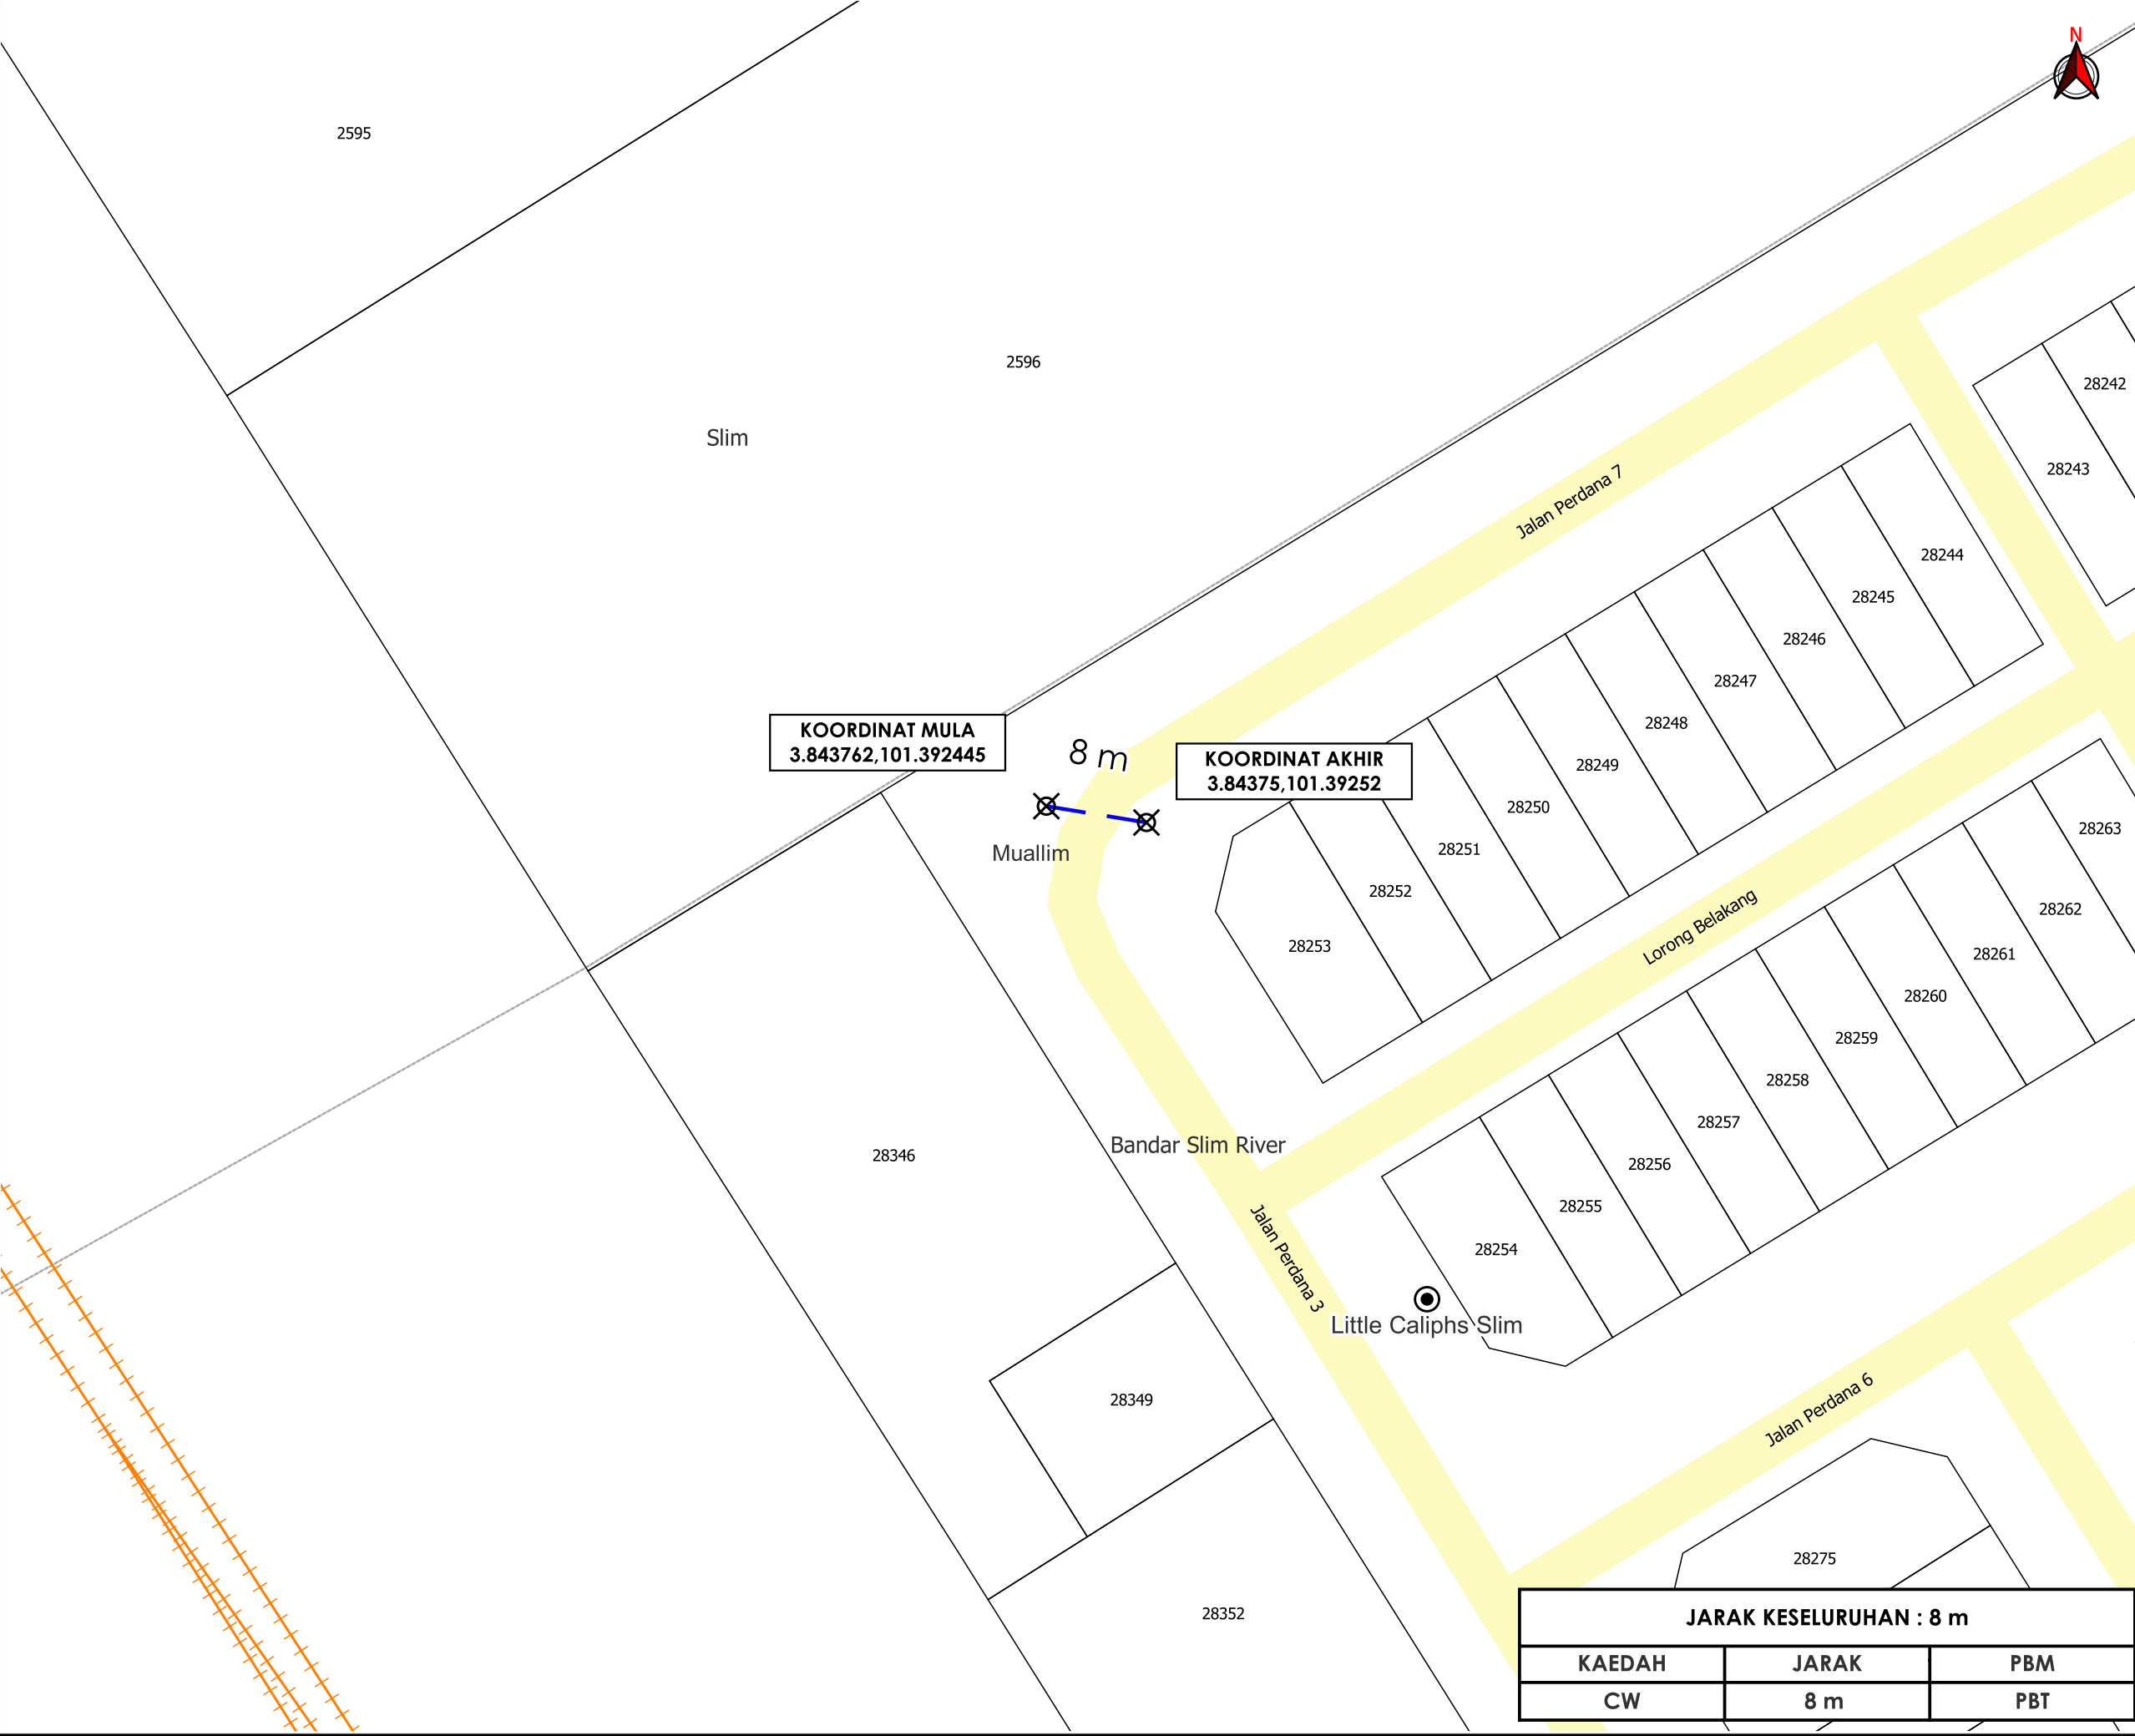 N
2595
2596
28242
Slim
28243
Jalan Perdana 7
28244
28245
28246
28247
28248
28249
28250
28251
28252
28253
KOORDINAT MULA
3.843762,101.392445
8 m
KOORDINAT AKHIR
3.84375,101.39252
Muallim
28263
28262
28261
28260
28259
28258
28257
28256
28255
28254
Lorong Belakang
28346
Bandar Slim River
Jalan Perdana 3
Little Caliphs Slim
28349
Jalan Perdana 6
28275
28352
JARAK KESELURUHAN : 8 m
KAEDAH JARAK PBM
CW 8 m PBT